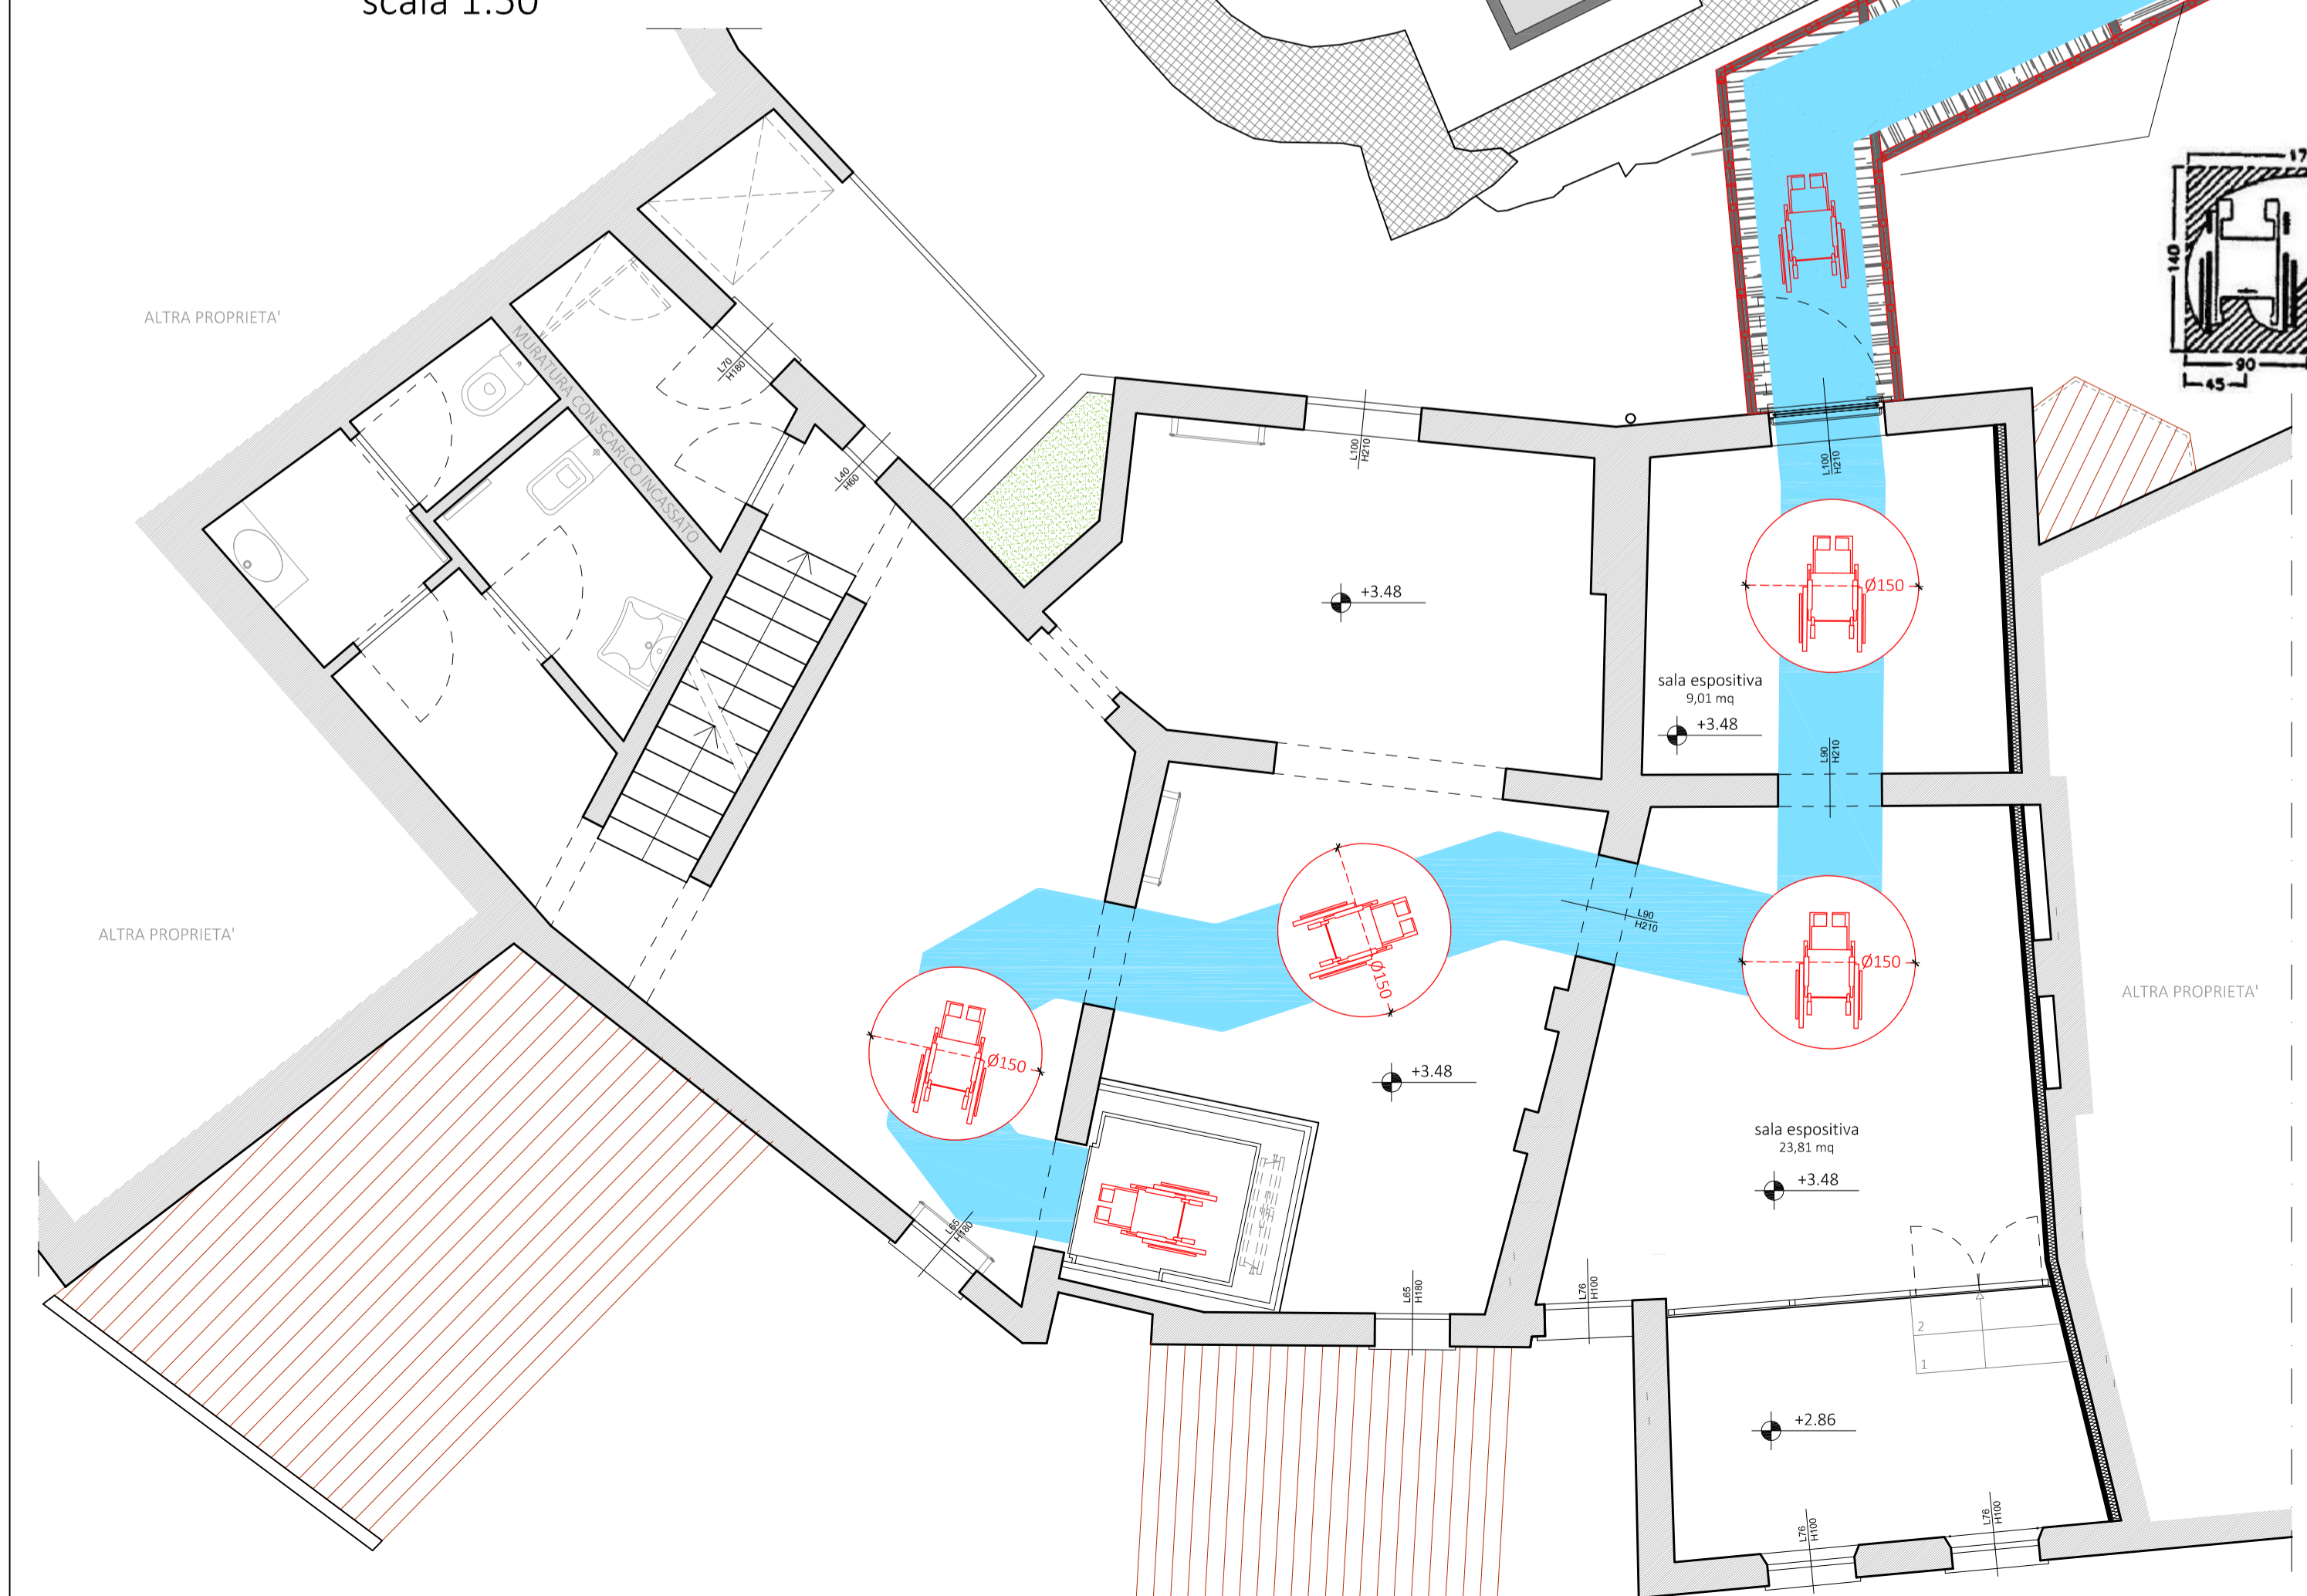 scala 1:50
17
140
90
45
ALTRA PROPRIETA'
MURATURA CON SCARICO INCASSATO
L70
H180
L40
H60
L100
H210
L100
H210
+3.48
Ø150
sala espositiva
9,01 mq
+3.48
L90
H210
L90
H210
Ø150
Ø150
Ø150
ALTRA PROPRIETA'
ALTRA PROPRIETA'
+3.48
sala espositiva
23,81 mq
+3.48
L65
H180
L65
H180
L76
H100
2
1
+2.86
L76
H100
L76
H100